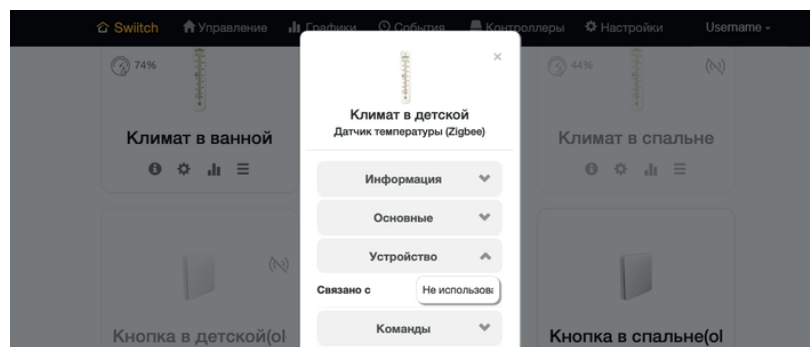 Swiitch Управление Графики События Контроллеры Настройки Username
74%
44%
×
Климат в детской
Датчик температуры (Zigbee)
Климат в ванной
Климат в спальне
Информация
Основные
Устройство
Связано с Не использова
Команды
Кнопка в детской(ol
Кнопка в спальне(ol